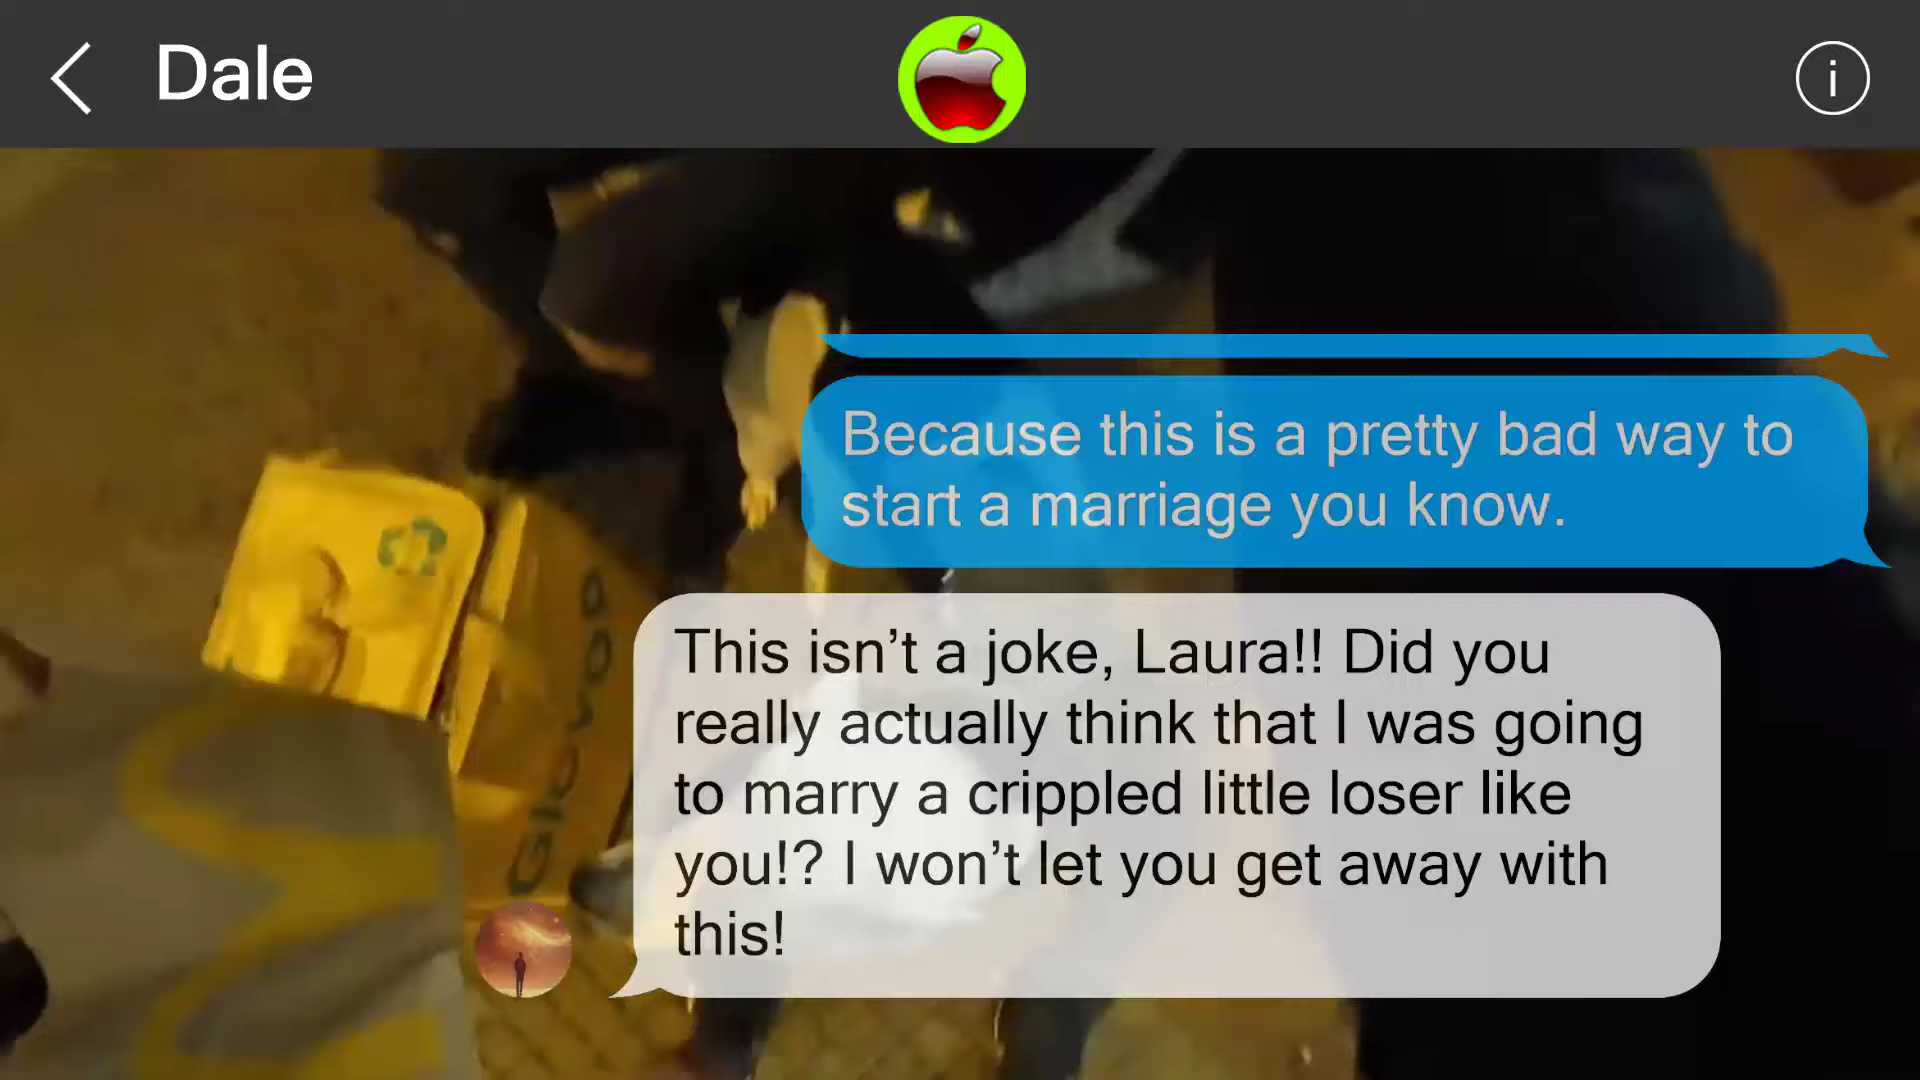 Dale
Because this is a pretty bad way to
start a marriage you know.
This isn't a joke, Laura!! Did you
really actually think that I was going
to marry a crippled little loser like
you!? I won't let you get away with
this!
Glovo